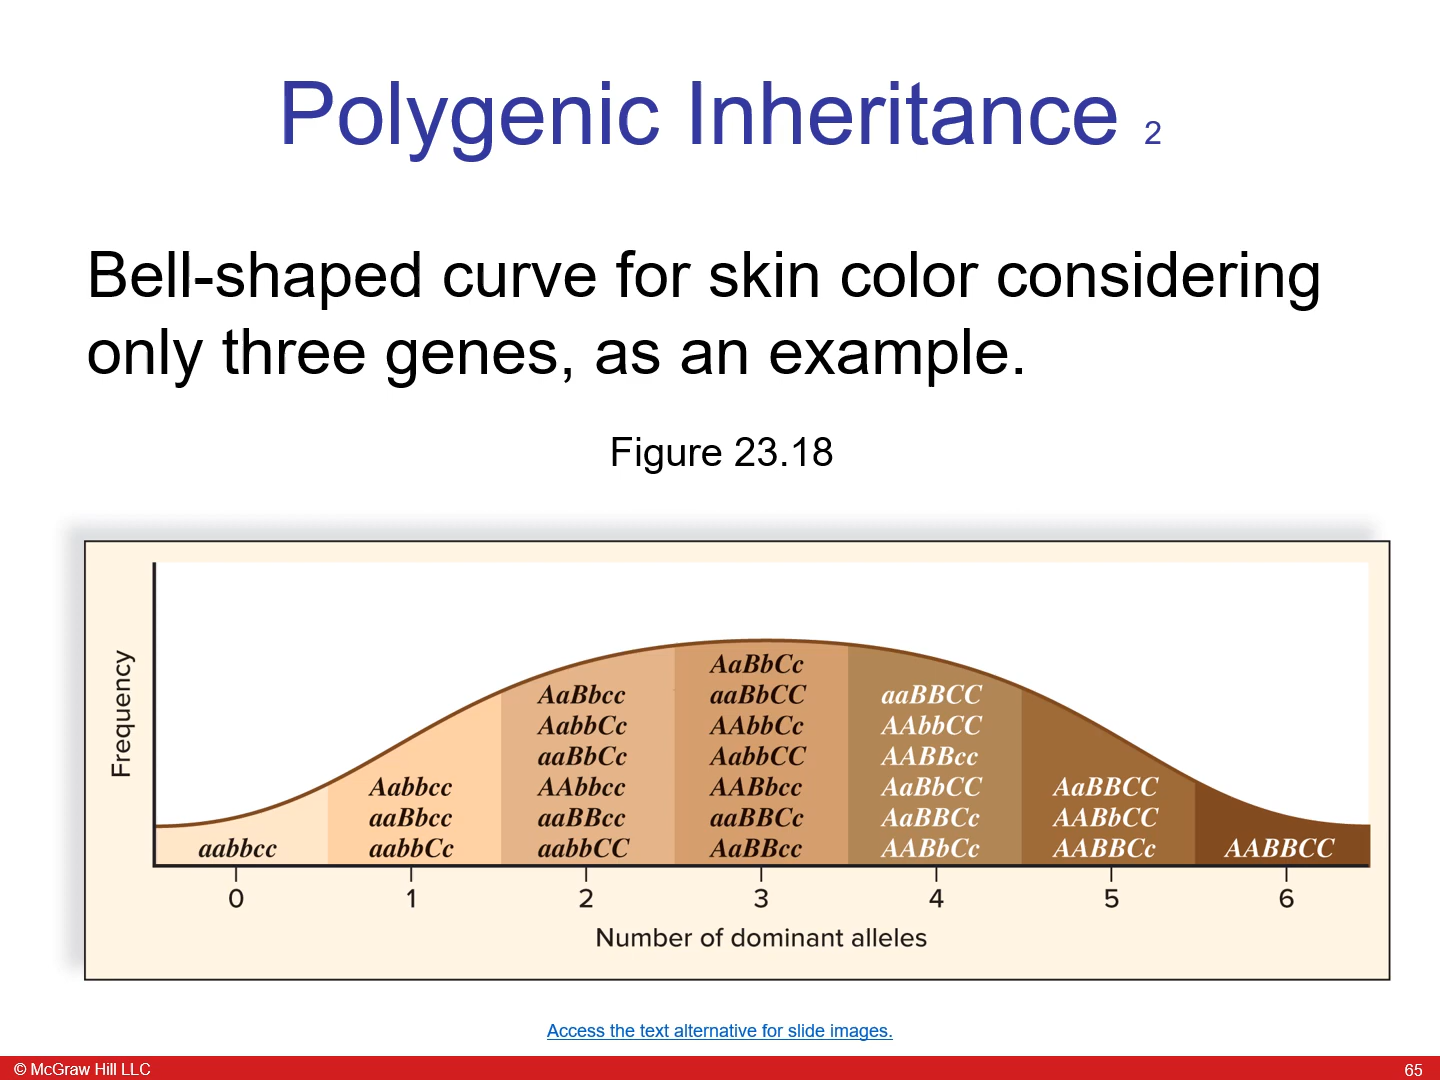 Polygenic Inheritance 2
Bell-shaped curve for skin color considering
only three genes, as an example.
Figure 23.18
Frequency
aabbcc
Aabbcc
aaBbcc
aabbCc
AaBbcc
AabbCc
aaBbCc
AAbbcc
aaBBcc
aabbCC
AaBbCc
aaBbCC
AAbbCc
AabbCC
AABbcc
aaBBCc
AaBBcc
aaBBCC
AAbbCC
AABBcc
AaBbCC
AaBBCc
AABbCc
AaBBCC
AABbCC
AABBCc
AABBCC
0 1 2 3 4 5 6
Number of dominant alleles
Access the text alternative for slide images.
© McGraw Hill LLC
65